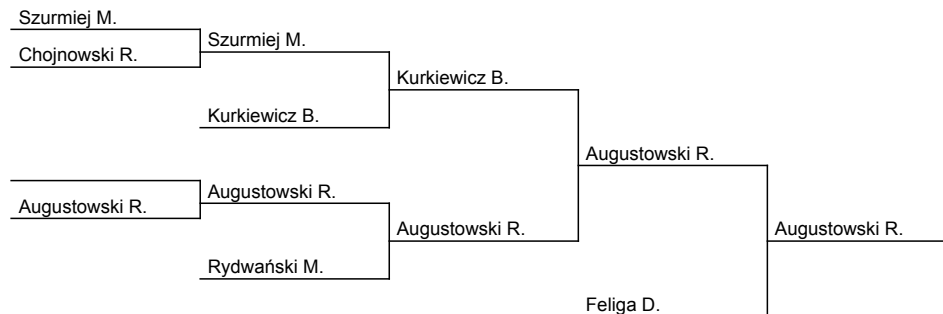 Szurmiej M.
Chojnowski R.
Szurmiej M.
Kurkiewicz B.
Kurkiewicz B.
Augustowski R.
Augustowski R.
Augustowski R.
Augustowski R.
Augustowski R.
Rydwański M.
Feliga D.